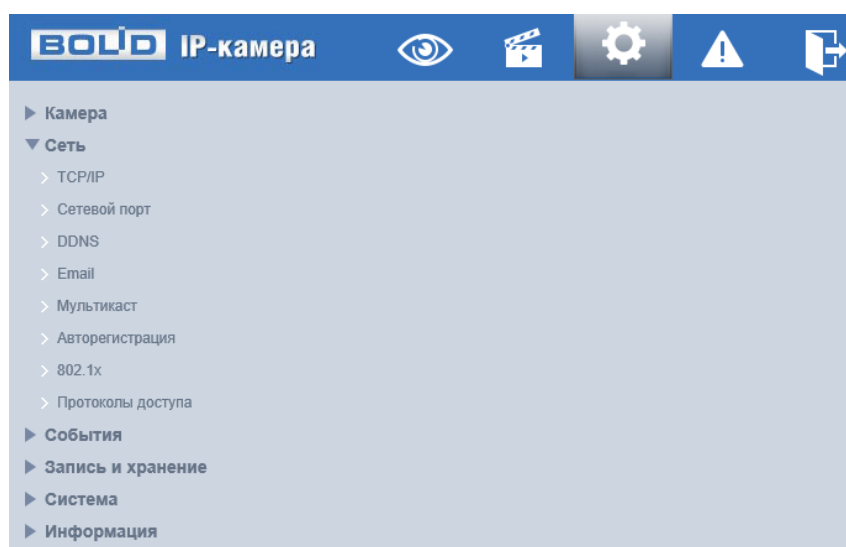 BOLID IP-камера
Камера
Сеть
TCP/IP
Сетевой порт
DDNS
Email
Мультикаст
Авторегистрация
802.1x
Протоколы доступа
События
Запись и хранение
Система
Информация